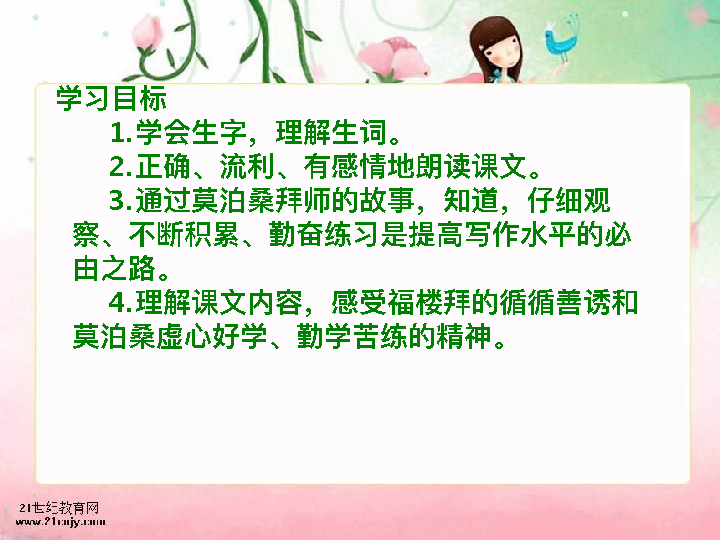 学习目标
1.学会生字，理解生词。
2.正确、流利、有感情地朗读课文。
3.通过莫泊桑拜师的故事，知道，仔细观
察、不断积累、勤奋练习是提高写作水平的必
由之路。
4.理解课文内容，感受福楼拜的循循善诱和
莫泊桑虚心好学、勤学苦练的精神。
21世纪教育网
www.21cnjy.com